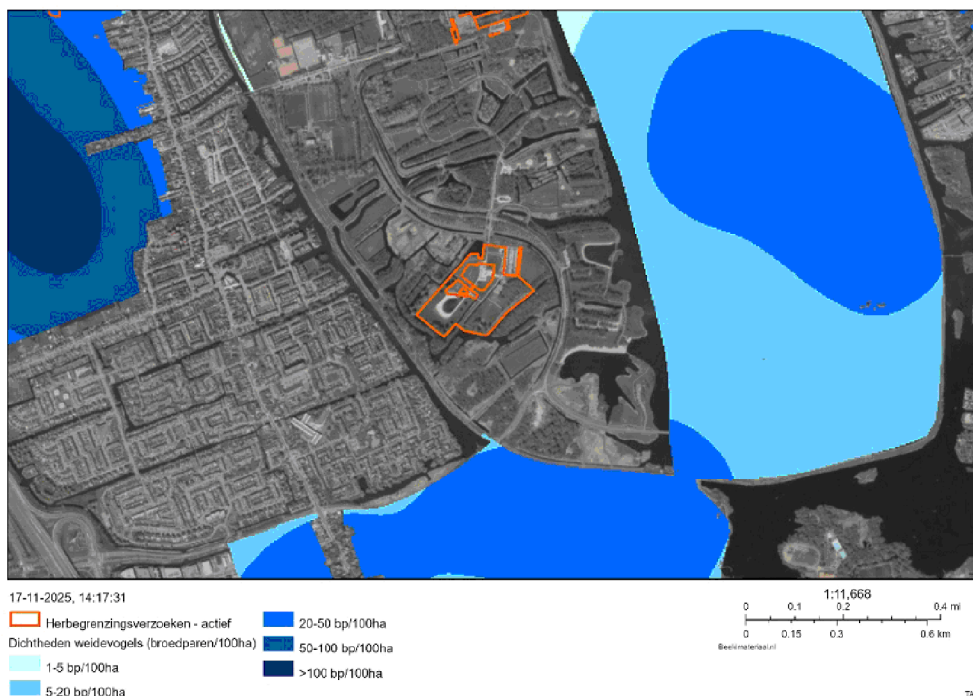 17-11-2025, 14:17:31
Herbegrenzingsverzoeken - actief
Dichtheden weidevogels (broedparen/100ha)
1-5 bp/100ha
5-20 bp/100ha
20-50 bp/100ha
50-100 bp/100ha
>100 bp/100ha
1:11,668
0 0.1 0.2 0.4 mi
0 0.15 0.3 0.6 km
Beeldmateriaal.nl